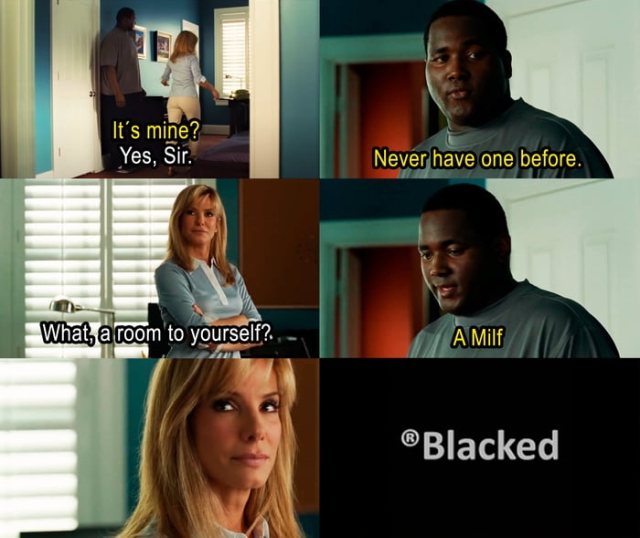 It´s mine?
Yes, Sir.
Never have one before.
What, a room to yourself?
A Milf
®Blacked